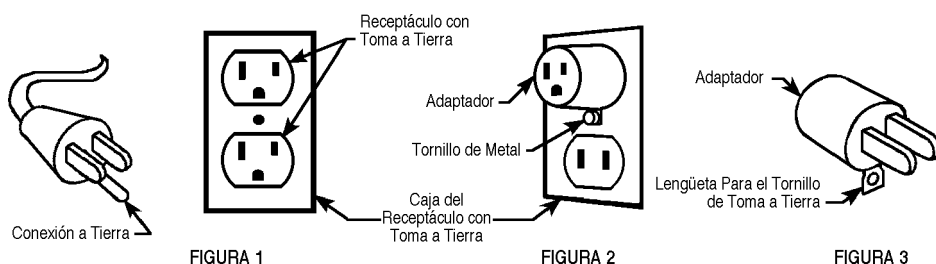 Receptáculo con
Toma a Tierra
Conexión a Tierra
Adaptador
Tornillo de Metal
Caja del
Receptáculo con
Toma a Tierra
Adaptador
Lengüeta Para el Tornillo
de Toma a Tierra
FIGURA 1
FIGURA 2
FIGURA 3